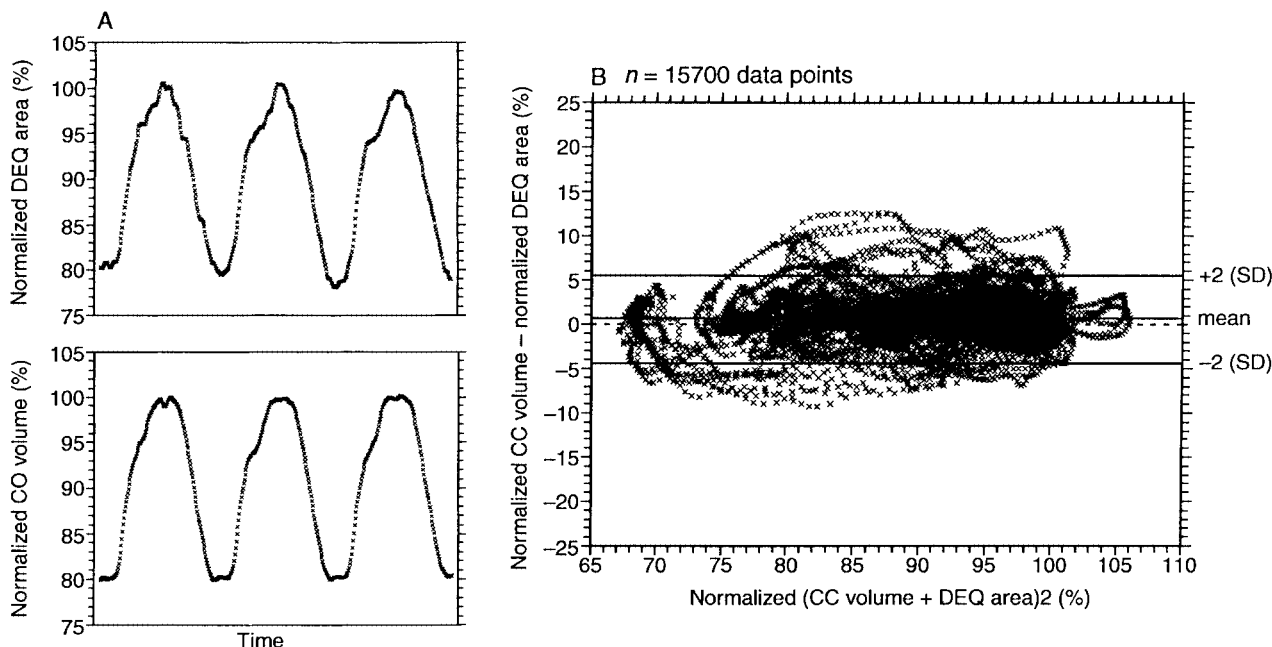 A
Normalized DEQ area (%)
105
100
95
90
85
80
75
Normalized CO volume (%)
105
100
95
90
85
80
75
Time
B n = 15700 data points
Normalized CC volume – normalized DEQ area (%)
25
20
15
10
5
0
–5
–10
–15
–20
–25
+2 (SD)
mean
–2 (SD)
65 70 75 80 85 90 95 100 105 110
Normalized (CC volume + DEQ area)2 (%)